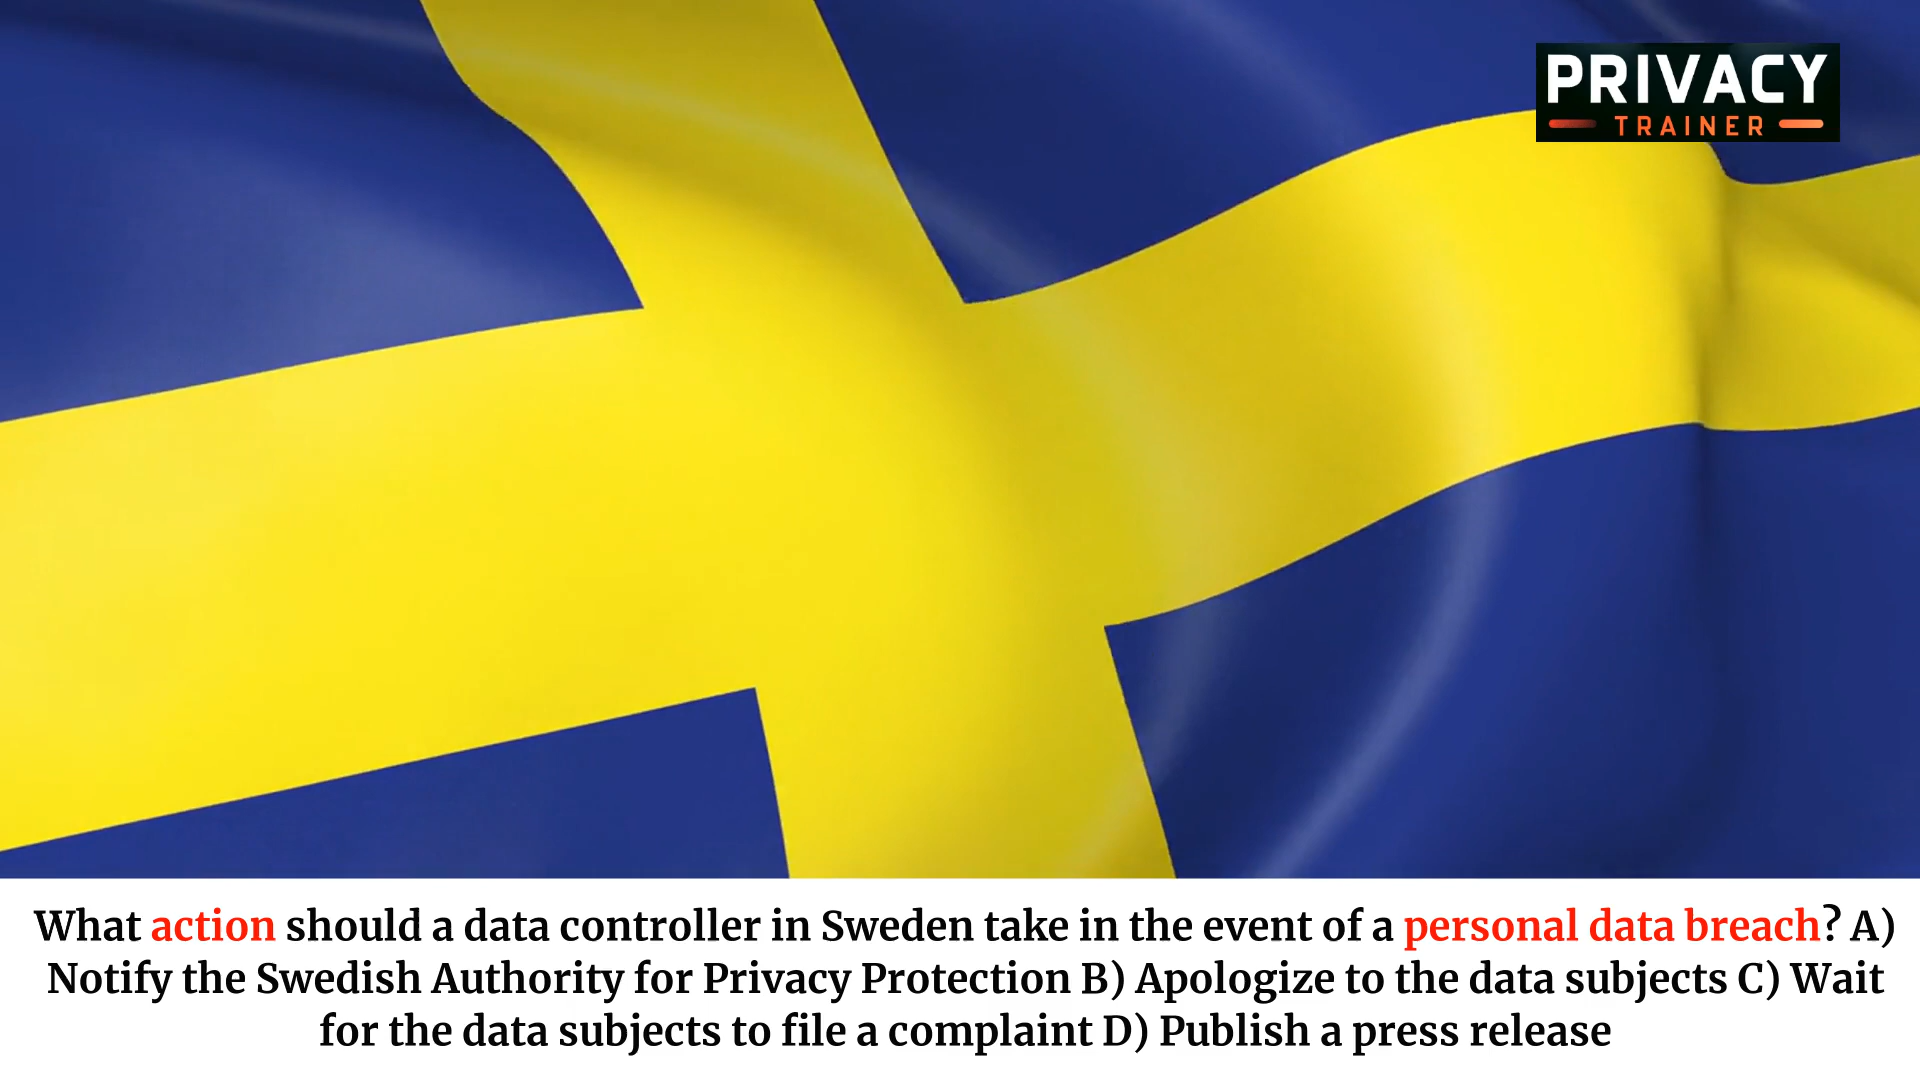 PRIVACY
TRAINER
What action should a data controller in Sweden take in the event of a personal data breach? A)
Notify the Swedish Authority for Privacy Protection B) Apologize to the data subjects C) Wait
for the data subjects to file a complaint D) Publish a press release